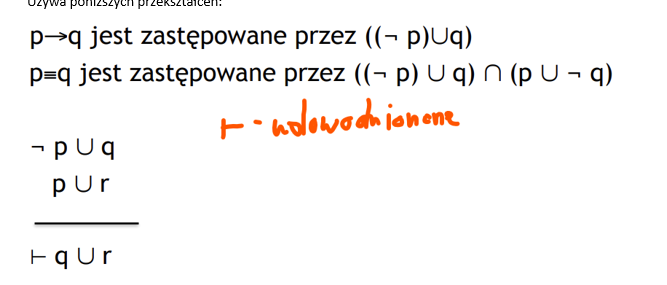 Używa poniższych przekształceń:
p→q jest zastępowane przez ((¬ p)∪q)
p≡q jest zastępowane przez ((¬ p) ∪ q) ∩ (p ∪ ¬ q)
⊢ - udowodnionone
¬ p ∪ q
p ∪ r
⊢ q ∪ r